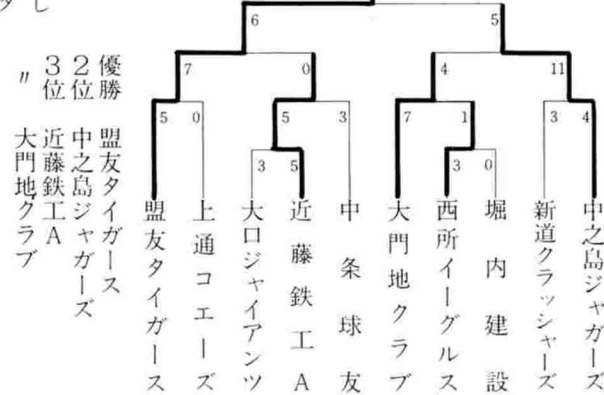 タ
し
6 5
7 0 4 11
5 0 5 3 7 1 3 4
3 5 3 0
優勝 盟友タイガース
2位 中之島ジャガーズ
3位 近藤鉄工A
〃 大門地クラブ
盟友タイガース
上通コエーズ
大口ジャイアンツ
近藤鉄工A
中条球友
大門地クラブ
西所イーグルス
堀内建設
新道クラッシャーズ
中之島ジャガーズ